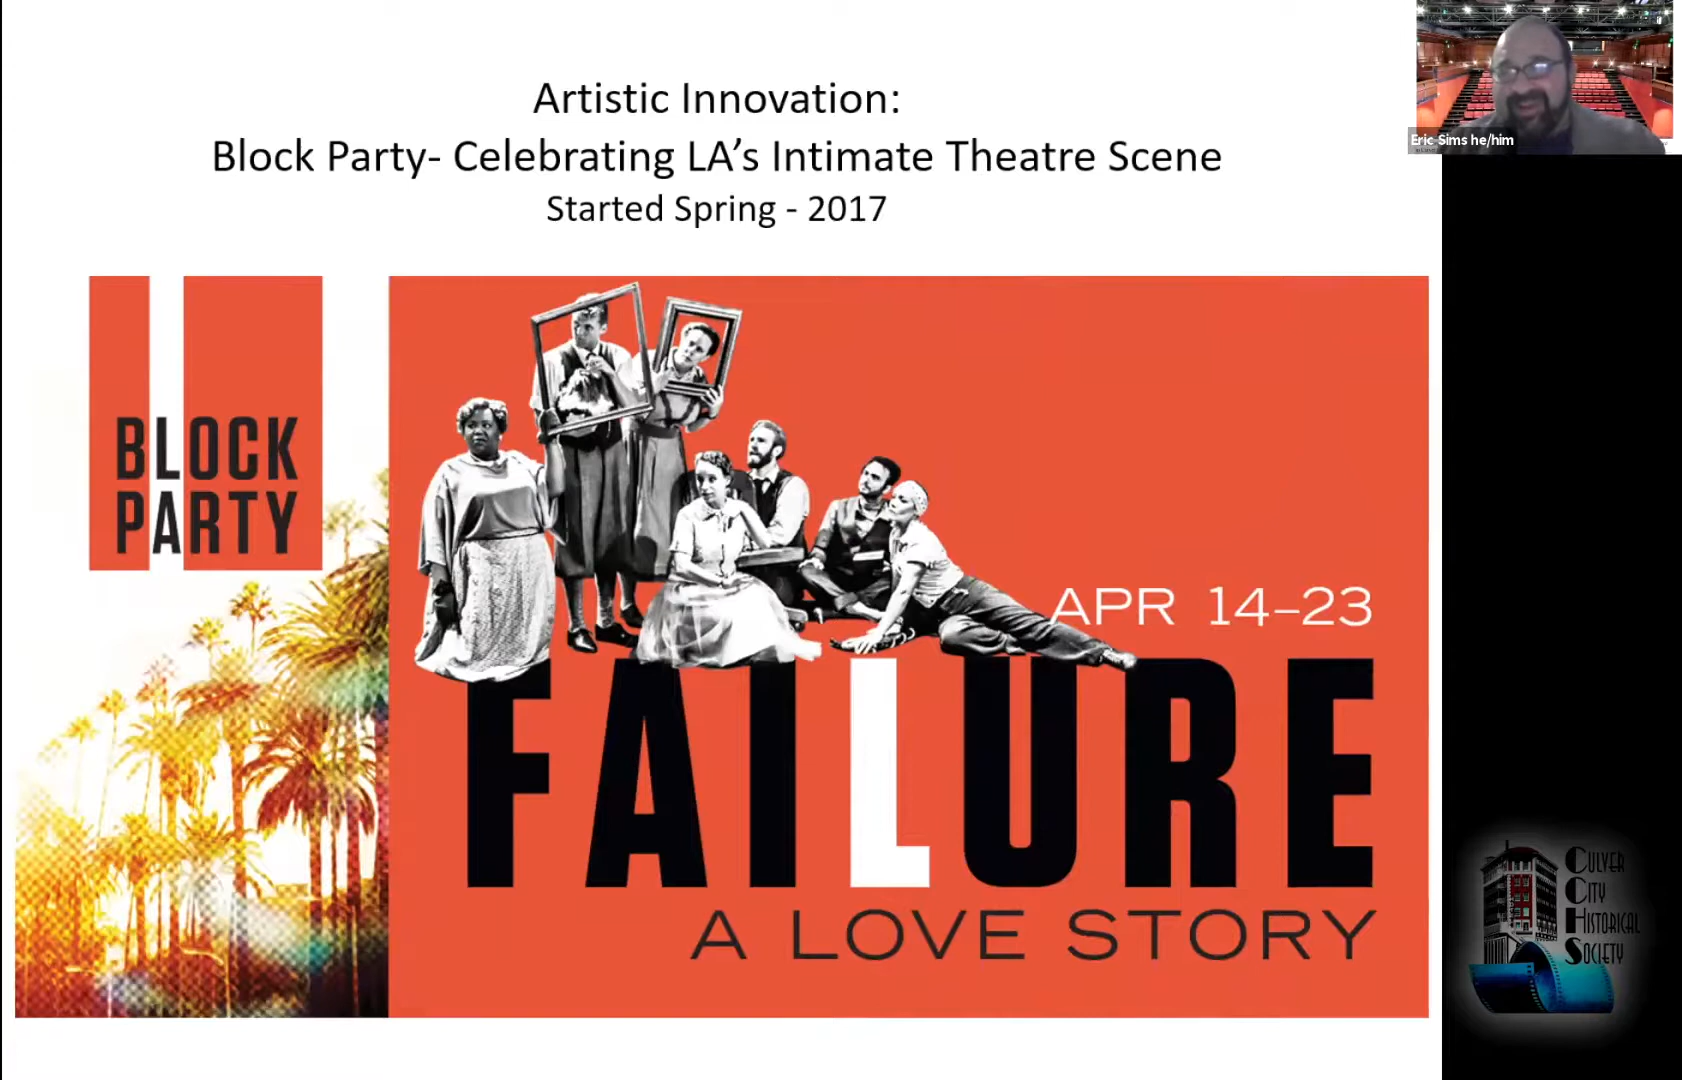 Artistic Innovation:
Block Party- Celebrating LA's Intimate Theatre Scene
Started Spring - 2017
Eric Sims he/him
BLOCK
PARTY
APR 14–23
FAILURE
A LOVE STORY
CULVER
CITY
HISTORICAL
SOCIETY